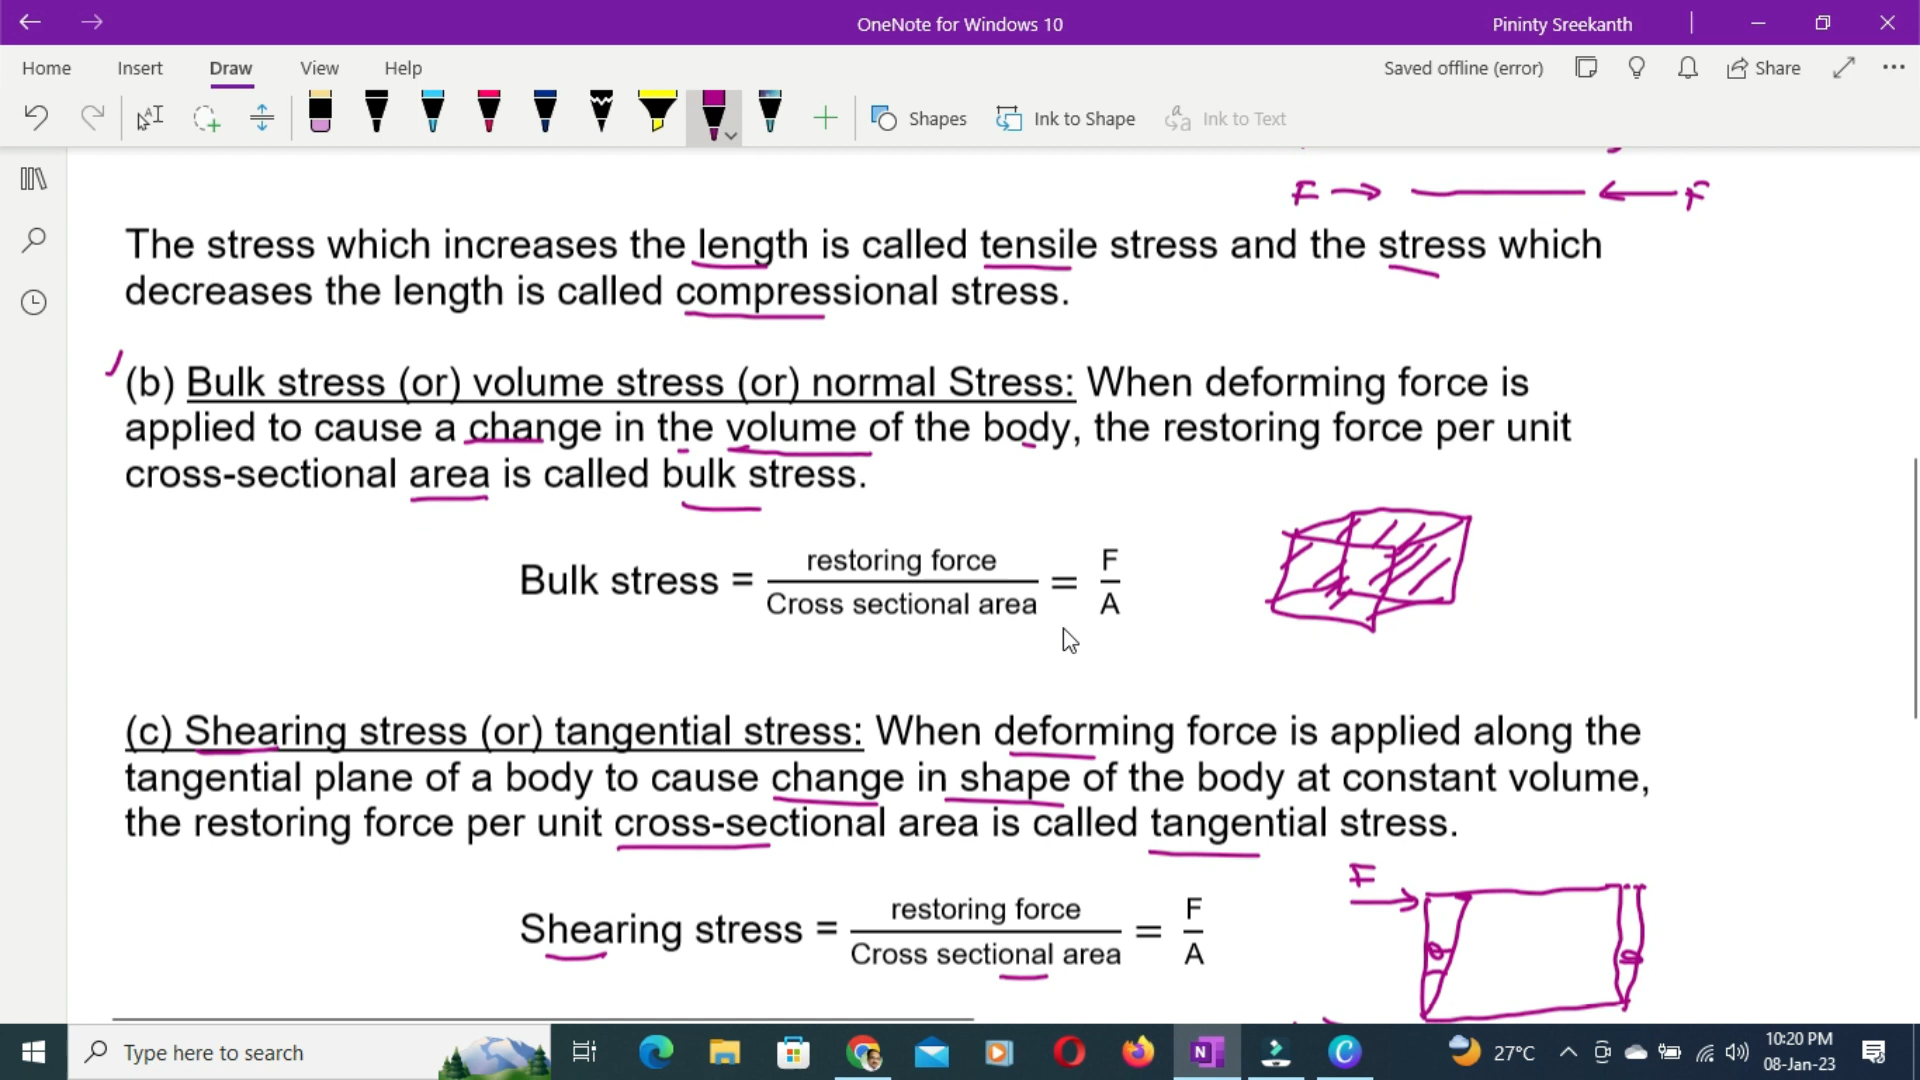 OneNote for Windows 10
Pininty Sreekanth
Home Insert Draw View Help
Saved offline (error)
Share
Shapes
Ink to Shape
Ink to Text
F F
The stress which increases the length is called tensile stress and the stress which
decreases the length is called compressional stress.
(b) Bulk stress (or) volume stress (or) normal Stress: When deforming force is
applied to cause a change in the volume of the body, the restoring force per unit
cross-sectional area is called bulk stress.
Bulk stress = restoring force / Cross sectional area = F / A
(c) Shearing stress (or) tangential stress: When deforming force is applied along the
tangential plane of a body to cause change in shape of the body at constant volume,
the restoring force per unit cross-sectional area is called tangential stress.
F
Shearing stress = restoring force / Cross sectional area = F / A
θ θ
Type here to search
27°C
10:20 PM
08-Jan-23